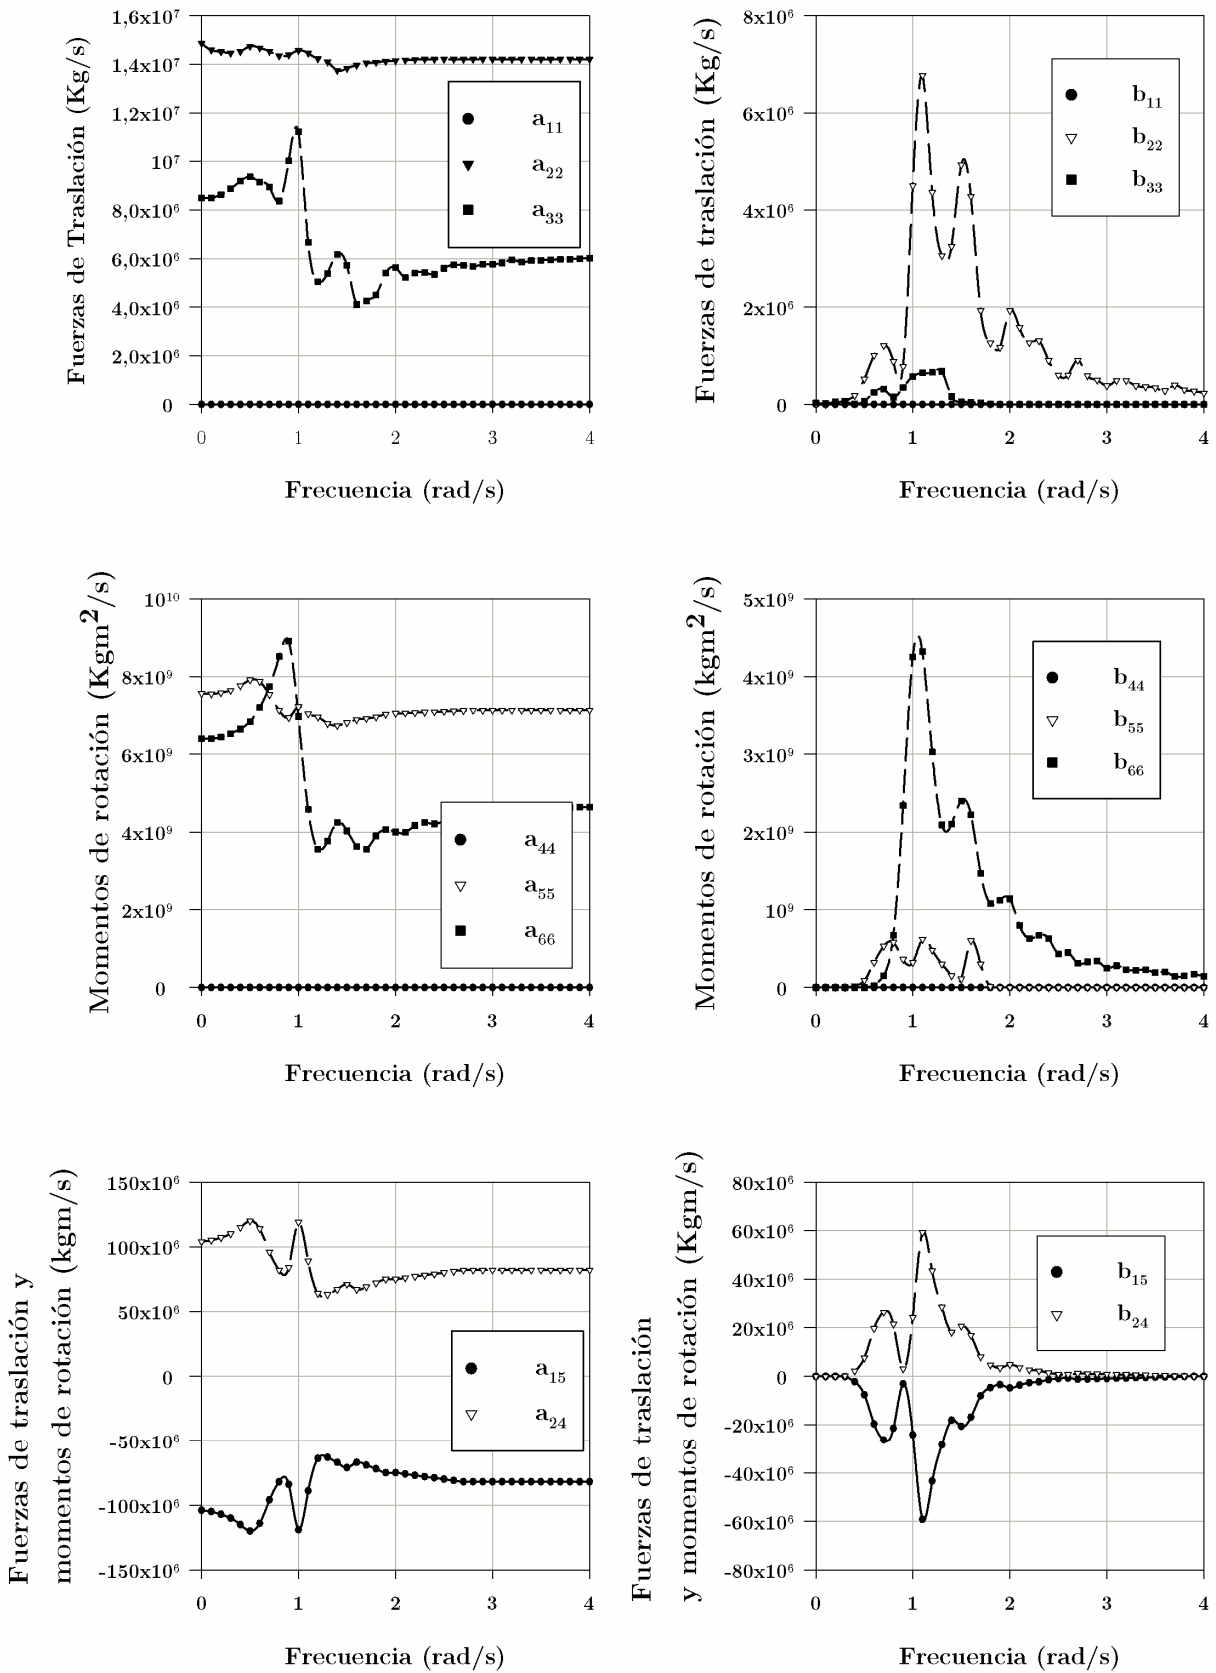 Fuerzas de Traslación (Kg/s)
1,6x10⁷
1,4x10⁷
1,2x10⁷
10⁷
8,0x10⁶
6,0x10⁶
4,0x10⁶
2,0x10⁶
0
a₁₁
a₂₂
a₃₃
0 1 2 3 4
Frecuencia (rad/s)
Fuerzas de traslación (Kg/s)
8x10⁶
6x10⁶
4x10⁶
2x10⁶
0
b₁₁
b₂₂
b₃₃
0 1 2 3 4
Frecuencia (rad/s)
Momentos de rotación (Kgm²/s)
10¹⁰
8x10⁹
6x10⁹
4x10⁹
2x10⁹
0
a₄₄
a₅₅
a₆₆
0 1 2 3 4
Frecuencia (rad/s)
Momentos de rotación (kgm²/s)
5x10⁹
4x10⁹
3x10⁹
2x10⁹
10⁹
0
b₄₄
b₅₅
b₆₆
0 1 2 3 4
Frecuencia (rad/s)
Fuerzas de traslación y
momentos de rotación (kgm/s)
150x10⁶
100x10⁶
50x10⁶
0
-50x10⁶
-100x10⁶
-150x10⁶
a₁₅
a₂₄
0 1 2 3 4
Frecuencia (rad/s)
Fuerzas de traslación
y momentos de rotación (Kgm/s)
80x10⁶
60x10⁶
40x10⁶
20x10⁶
0
-20x10⁶
-40x10⁶
-60x10⁶
-80x10⁶
b₁₅
b₂₄
0 1 2 3 4
Frecuencia (rad/s)